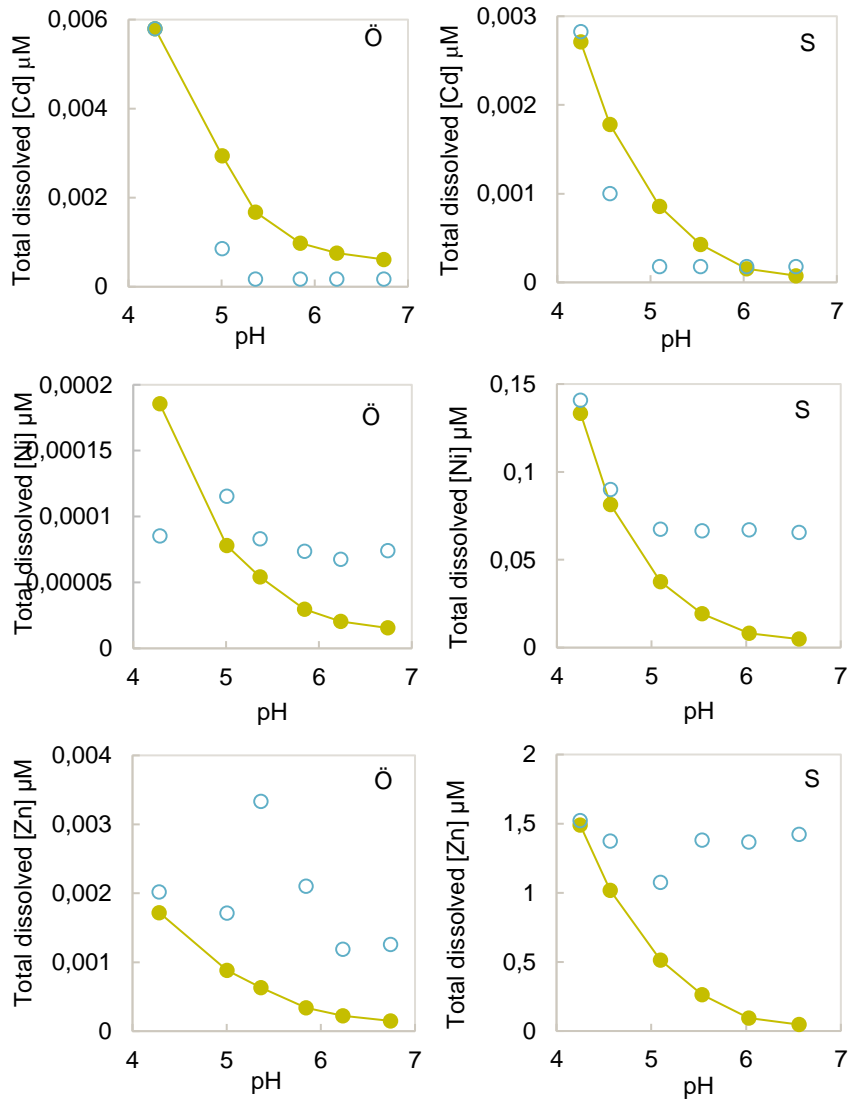 Total dissolved [Cd] µM
0,006
0,004
0,002
0
4 5 6 7
pH
Ö
Total dissolved [Cd] µM
0,003
0,002
0,001
0
4 5 6 7
pH
S
Total dissolved [Ni] µM
0,0002
0,00015
0,0001
0,00005
0
4 5 6 7
pH
Ö
Total dissolved [Ni] µM
0,15
0,1
0,05
0
4 5 6 7
pH
S
Total dissolved [Zn] µM
0,004
0,003
0,002
0,001
0
4 5 6 7
pH
Ö
Total dissolved [Zn] µM
2
1,5
1
0,5
0
4 5 6 7
pH
S